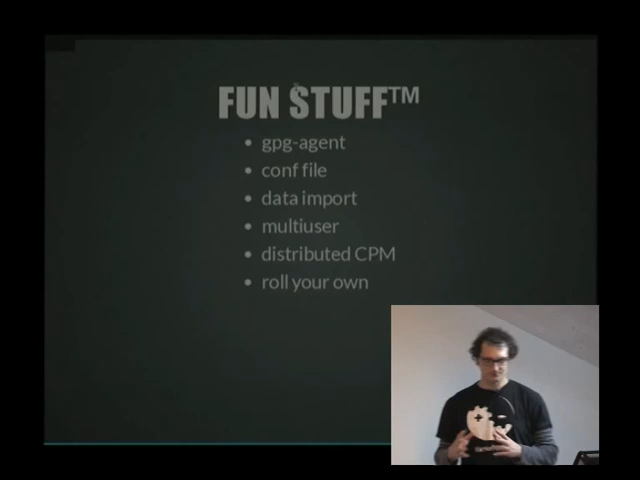 FUN STUFF™
gpg-agent
conf file
data import
multiuser
distributed CPM
roll your own